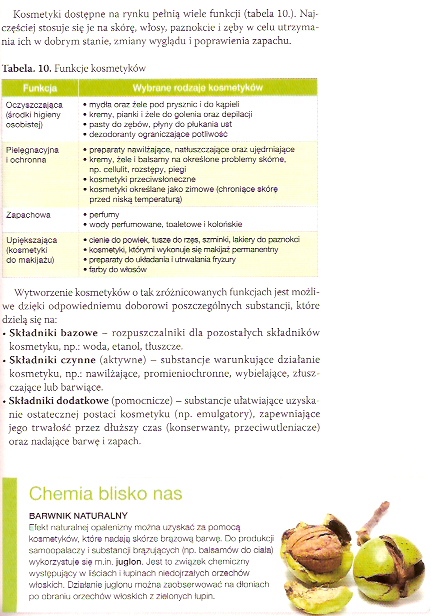 Kosmetyki dostępne na rynku pełnią wiele funkcji (tabela 10.). Naj-
częściej stosuje się je na skórę, włosy, paznokcie i zęby w celu utrzyma-
nia ich w dobrym stanie, zmiany wyglądu i poprawienia zapachu.
Tabela. 10. Funkcje kosmetyków
Funkcja
Wybrane rodzaje kosmetyków
Oczyszczająca
(środki higieny
osobistej)
• mydła oraz żele pod prysznic i do kąpieli
• kremy, pianki i żele do golenia oraz depilacji
• pasty do zębów, płyny do płukania ust
• dezodoranty ograniczające potliwość
Pielęgnacyjna
i ochronna
• preparaty nawilżające, natłuszczające oraz ujędrniające
• kremy, żele i balsamy na określone problemy skórne,
np. cellulit, rozstępy, piegi
• kosmetyki przeciwsłoneczne
• kosmetyki określane jako zimowe (chroniące skórę
przed niską temperaturą)
Zapachowa
• perfumy
• wody perfumowane, toaletowe i kolońskie
Upiększająca
(kosmetyki
do makijażu)
• cienie do powiek, tusze do rzęs, szminki, lakiery do paznokci
• kosmetyki, którymi wykonuje się makijaż permanentny
• preparaty do układania i utrwalania fryzury
• farby do włosów
Wytworzenie kosmetyków o tak zróżnicowanych funkcjach jest możli-
we dzięki odpowiedniemu doborowi poszczególnych substancji, które
dzielą się na:
• Składniki bazowe – rozpuszczalniki dla pozostałych składników
kosmetyku, np.: woda, etanol, tłuszcze.
• Składniki czynne (aktywne) – substancje warunkujące działanie
kosmetyku, np.: nawilżające, promieniochronne, wybielające, złusz-
czające lub barwiące.
• Składniki dodatkowe (pomocnicze) – substancje ułatwiające uzyska-
nie ostatecznej postaci kosmetyku (np. emulgatory), zapewniające
jego trwałość przez dłuższy czas (konserwanty, przeciwutleniacze)
oraz nadające barwę i zapach.
Chemia blisko nas
BARWNIK NATURALNY
Efekt naturalnej opalenizny można uzyskać za pomocą
kosmetyków, które nadają skórze brązową barwę. Do produkcji
samoopalaczy i substancji brązujących (np. balsamów do ciała)
wykorzystuje się m.in. juglon. Jest to związek chemiczny
występujący w liściach i łupinach niedojrzałych orzechów
włoskich. Działanie juglonu można zaobserwować na dłoniach
po obraniu orzechów włoskich z zielonych łupin.